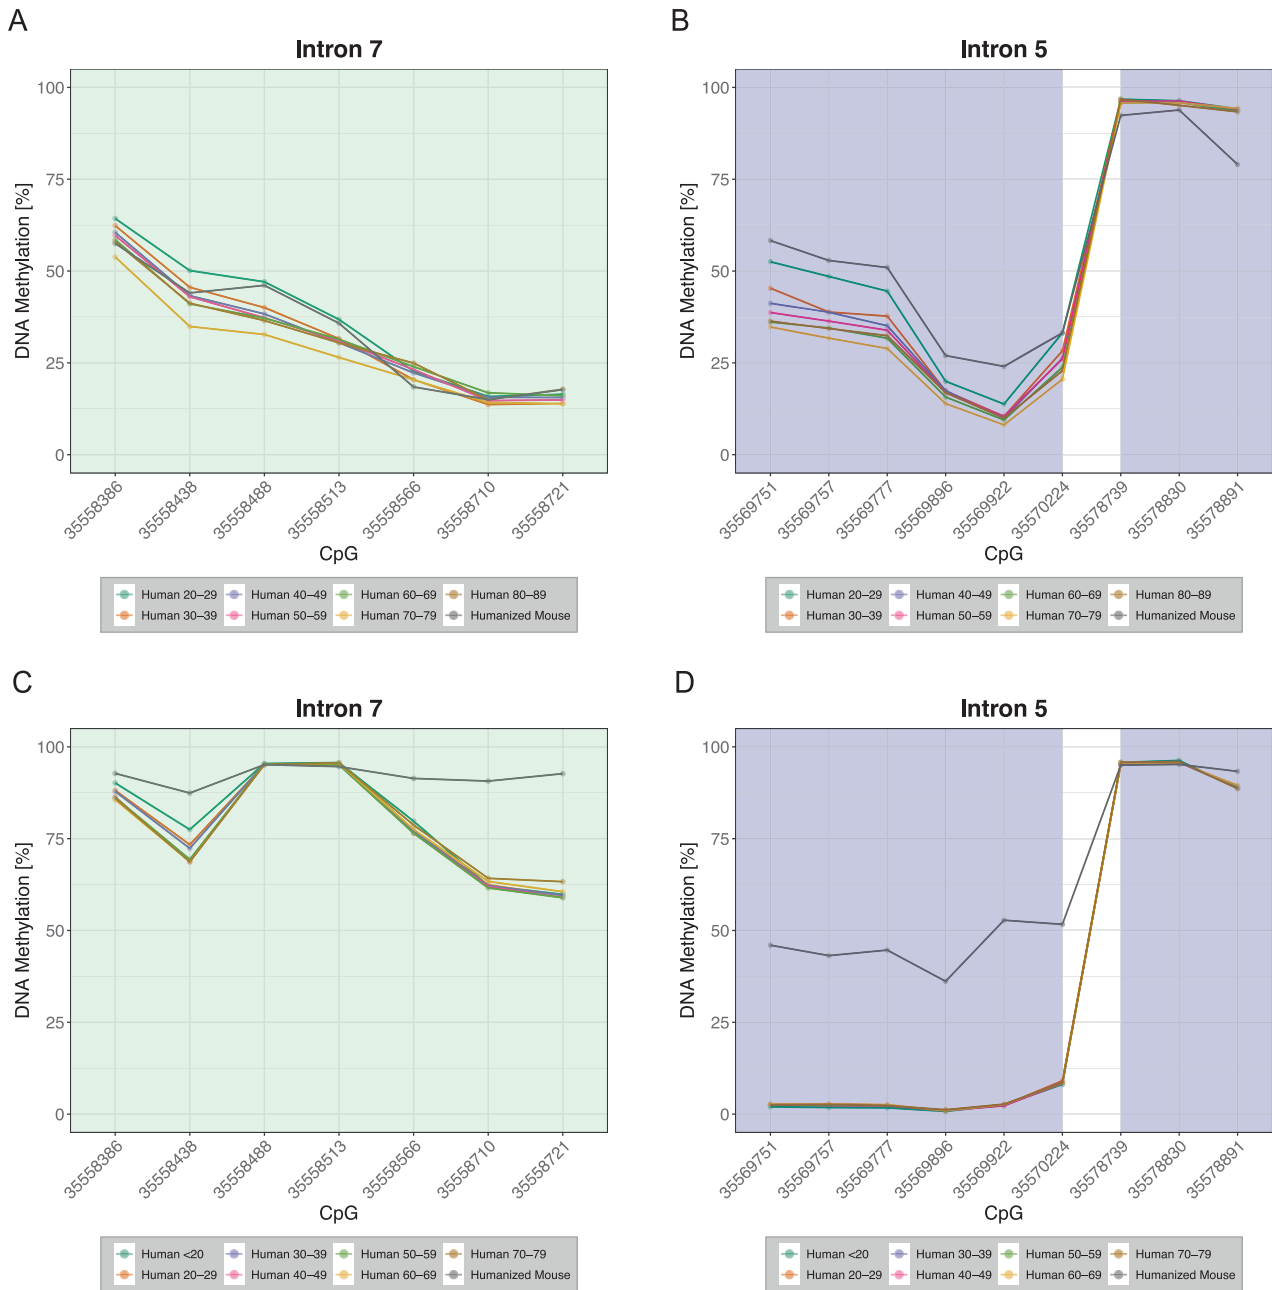 A
Intron 7
DNA Methylation [%]
100
75
50
25
0
35558386
35558438
35558488
35558513
35558566
35558710
35558721
CpG
Human 20–29 Human 40–49 Human 60–69 Human 80–89
Human 30–39 Human 50–59 Human 70–79 Humanized Mouse
B
Intron 5
DNA Methylation [%]
100
75
50
25
0
35569751
35569757
35569777
35569896
35569922
35570224
35578739
35578830
35578891
CpG
Human 20–29 Human 40–49 Human 60–69 Human 80–89
Human 30–39 Human 50–59 Human 70–79 Humanized Mouse
C
Intron 7
DNA Methylation [%]
100
75
50
25
0
35558386
35558438
35558488
35558513
35558566
35558710
35558721
CpG
Human <20 Human 30–39 Human 50–59 Human 70–79
Human 20–29 Human 40–49 Human 60–69 Humanized Mouse
D
Intron 5
DNA Methylation [%]
100
75
50
25
0
35569751
35569757
35569777
35569896
35569922
35570224
35578739
35578830
35578891
CpG
Human <20 Human 30–39 Human 50–59 Human 70–79
Human 20–29 Human 40–49 Human 60–69 Humanized Mouse